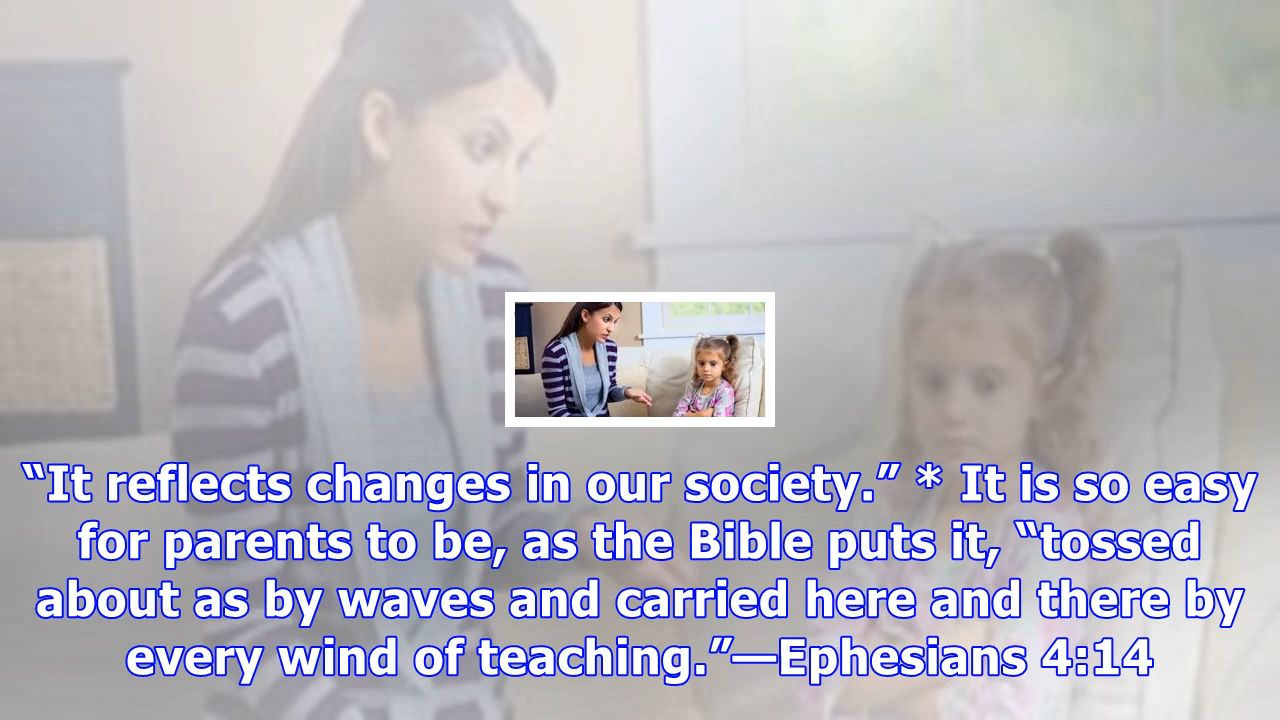 “It reflects changes in our society.” * It is so easy
for parents to be, as the Bible puts it, “tossed
about as by waves and carried here and there by
every wind of teaching.”—Ephesians 4:14